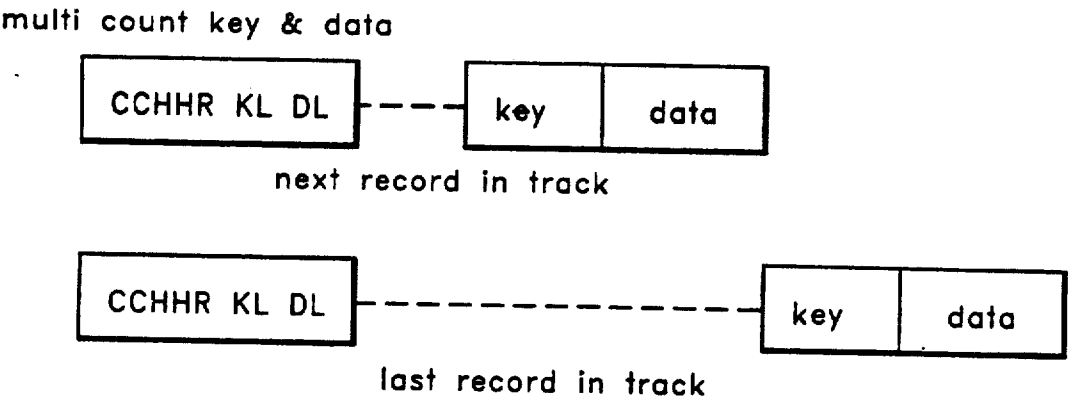 multi count key & data
CCHHR KL DL key data
next record in track
CCHHR KL DL key data
last record in track